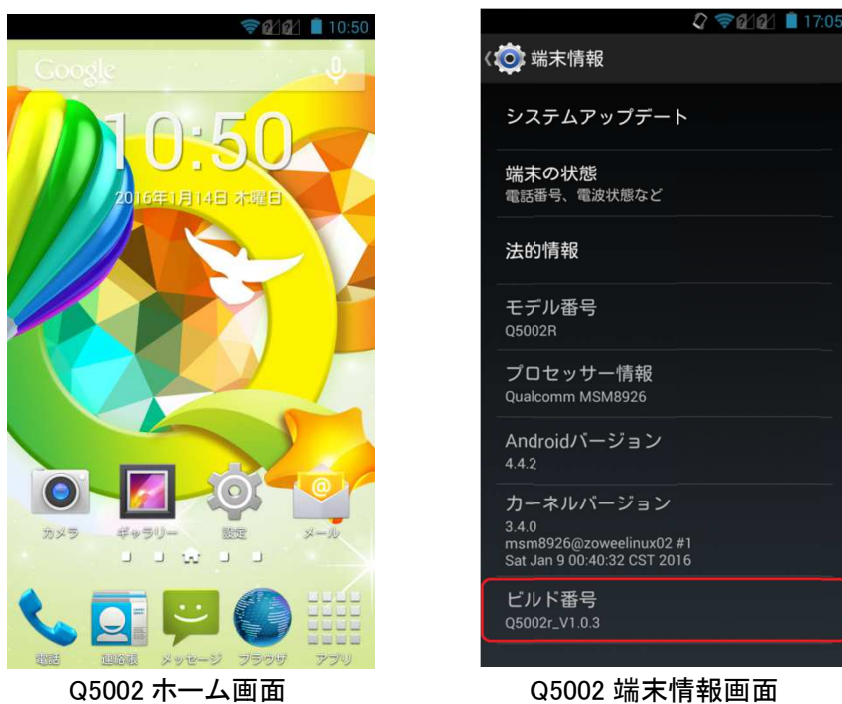 10:50
Google
10:50
2016年1月14日 木曜日
カメラ
ギャラリー
設定
メール
電話
連絡帳
メッセージ
ブラウザ
アプリ
Q5002 ホーム画面
17:05
端末情報
システムアップデート
端末の状態
電話番号、電波状態など
法的情報
モデル番号
Q5002R
プロセッサー情報
Qualcomm MSM8926
Androidバージョン
4.4.2
カーネルバージョン
3.4.0
msm8926@zoweelinux02 #1
Sat Jan 9 00:40:32 CST 2016
ビルド番号
Q5002r_V1.0.3
Q5002 端末情報画面